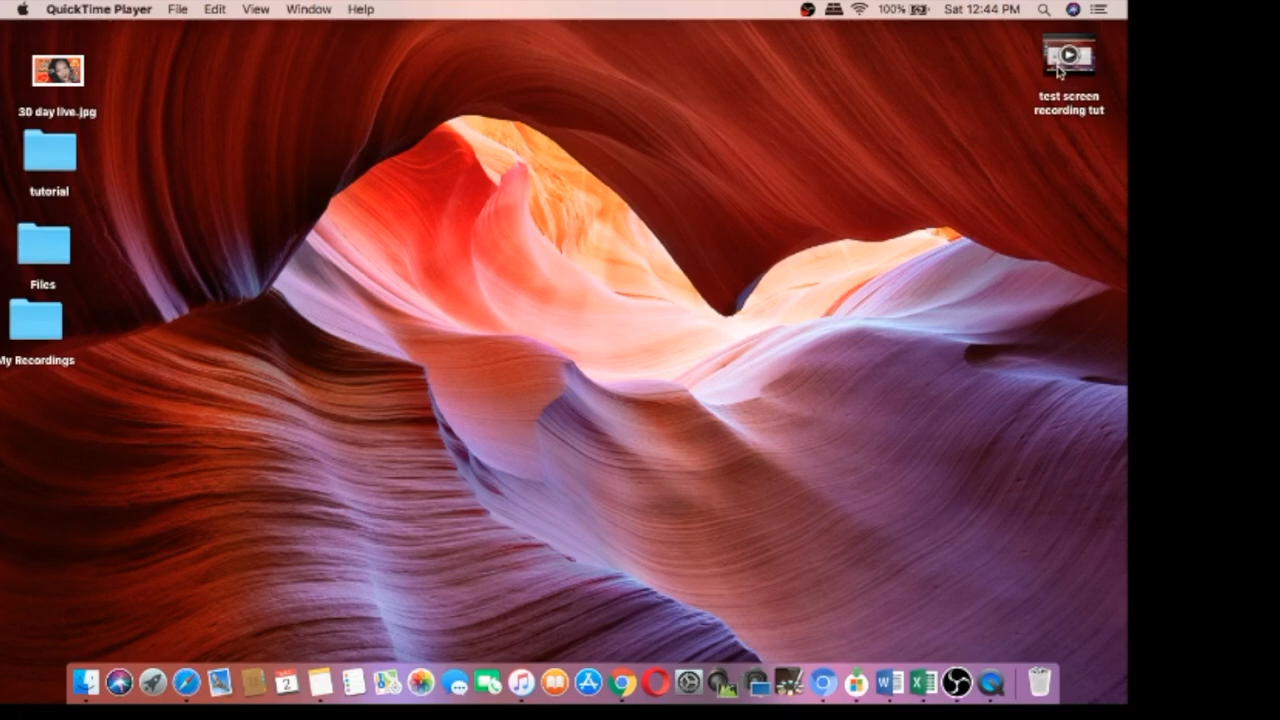 QuickTime Player File Edit View Window Help 100% Sat 12:44 PM
30 day live.jpg
test screen
recording tut
tutorial
Files
My Recordings
2
W
X